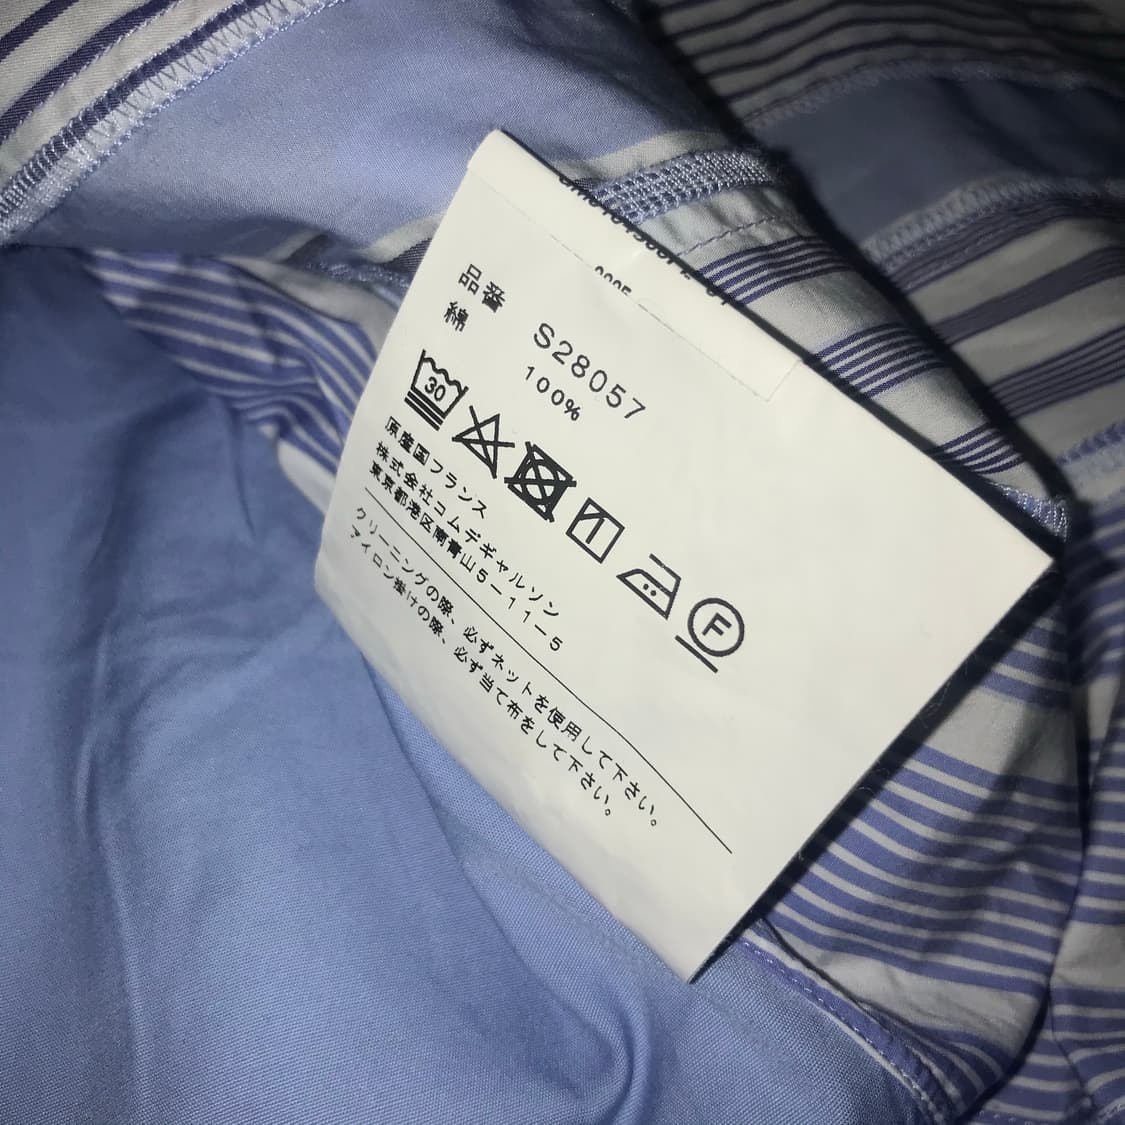 品番 S28057
綿 100%
30
F
原産国フランス
株式会社コムデギャルソン
東京都港区南青山5-11-5
クリーニングの際、必ずネットを使用して下さい。
アイロン掛けの際、必ず当て布をして下さい。